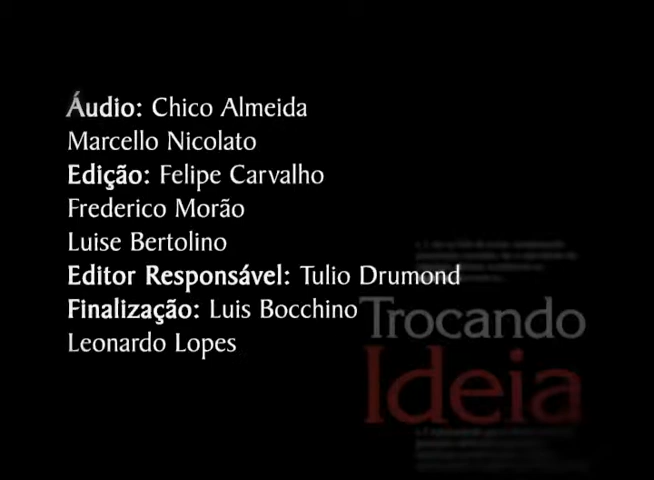 Áudio: Chico Almeida
Marcello Nicolato
Edição: Felipe Carvalho
Frederico Morão
Luise Bertolino
Editor Responsável: Tulio Drumond
Finalização: Luis Bocchino
Leonardo Lopes
Trocando
Ideia